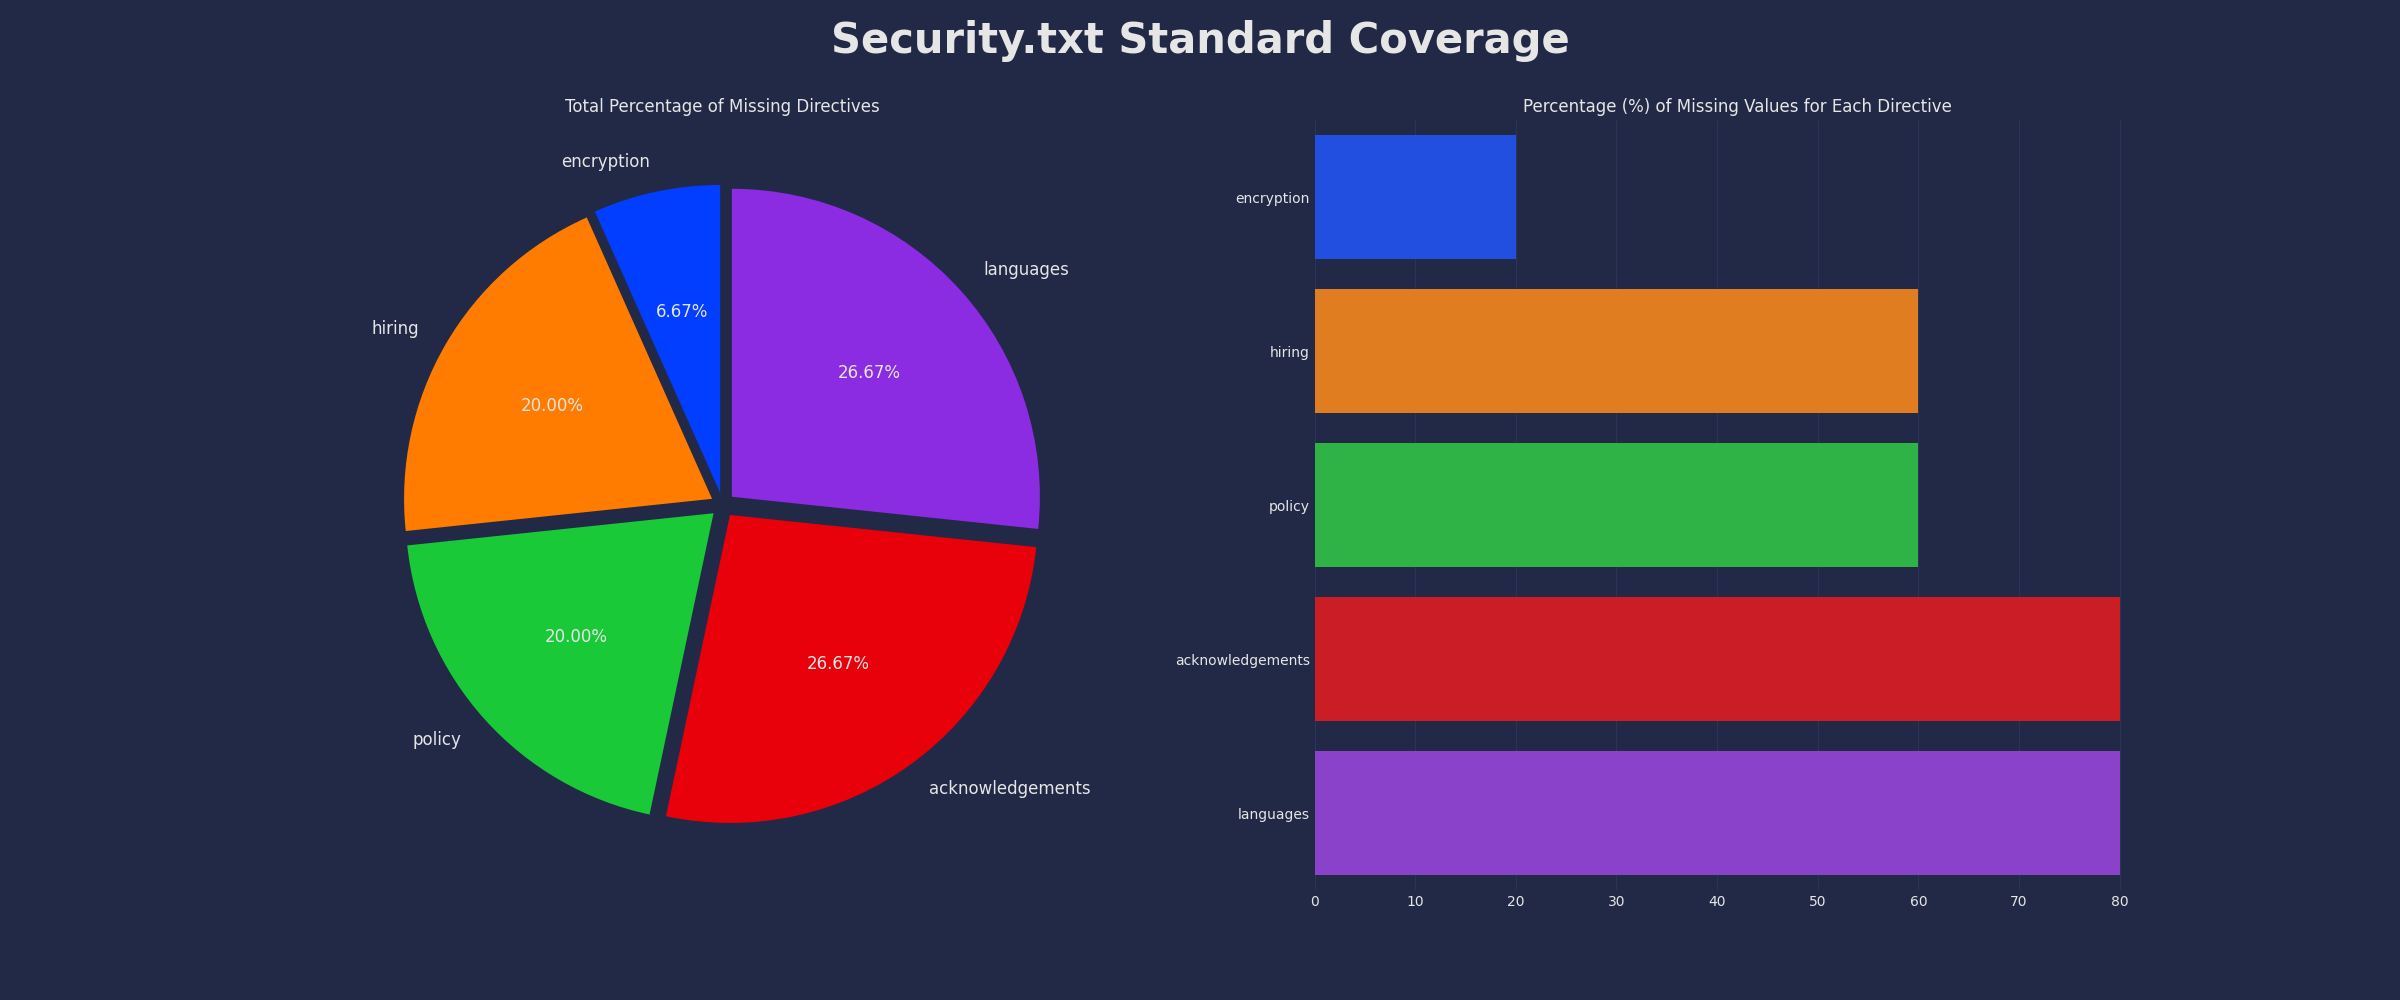 Security.txt Standard Coverage
Total Percentage of Missing Directives
encryption
hiring
policy
acknowledgements
languages
6.67%
20.00%
20.00%
26.67%
26.67%
Percentage (%) of Missing Values for Each Directive
encryption
hiring
policy
acknowledgements
languages
0 10 20 30 40 50 60 70 80